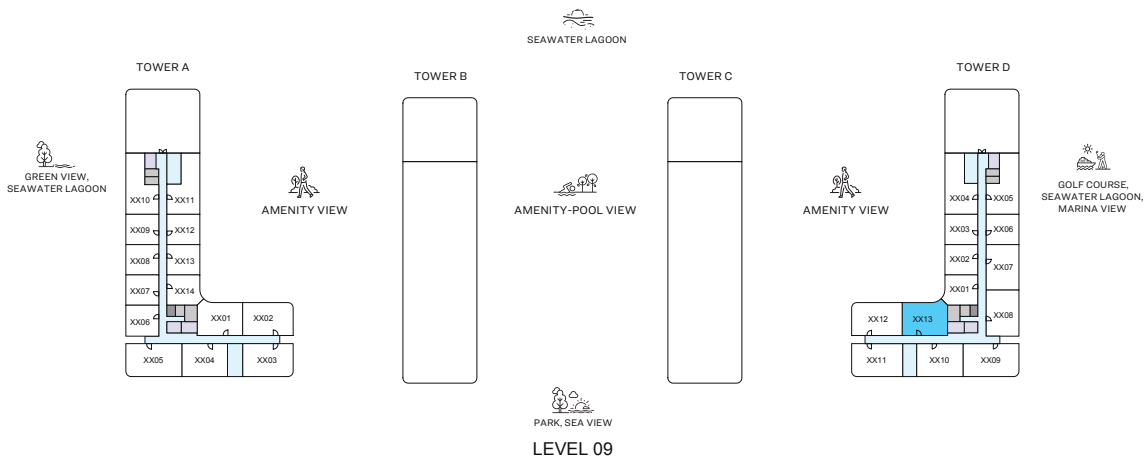 SEAWATER LAGOON
TOWER A
TOWER B
TOWER C
TOWER D
GREEN VIEW,
SEAWATER LAGOON
AMENITY VIEW
AMENITY-POOL VIEW
AMENITY VIEW
GOLF COURSE,
SEAWATER LAGOON,
MARINA VIEW
XX10 XX11
XX09 XX12
XX08 XX13
XX07 XX14
XX06 XX01 XX02
XX05 XX04 XX03
XX04 XX05
XX03 XX06
XX02 XX07
XX01
XX12 XX13 XX08
XX11 XX10 XX09
PARK, SEA VIEW
LEVEL 09